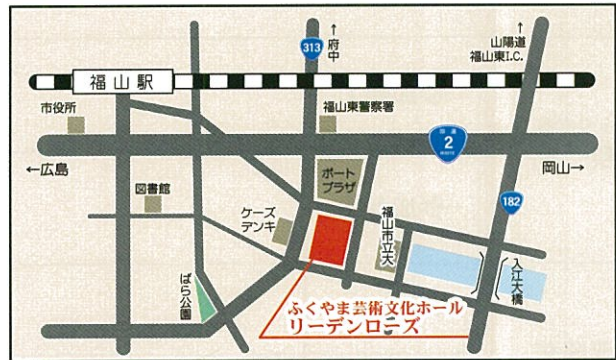 313
↑
府中
↑
山陽道
福山東I.C.
福山駅
市役所
福山東警察署
国道
2
ROUTE
←広島
岡山→
ポート
プラザ
182
図書館
ケーズ
デンキ
福山市立大
入江大橋
ばら公園
ふくやま芸術文化ホール
リーデンローズ